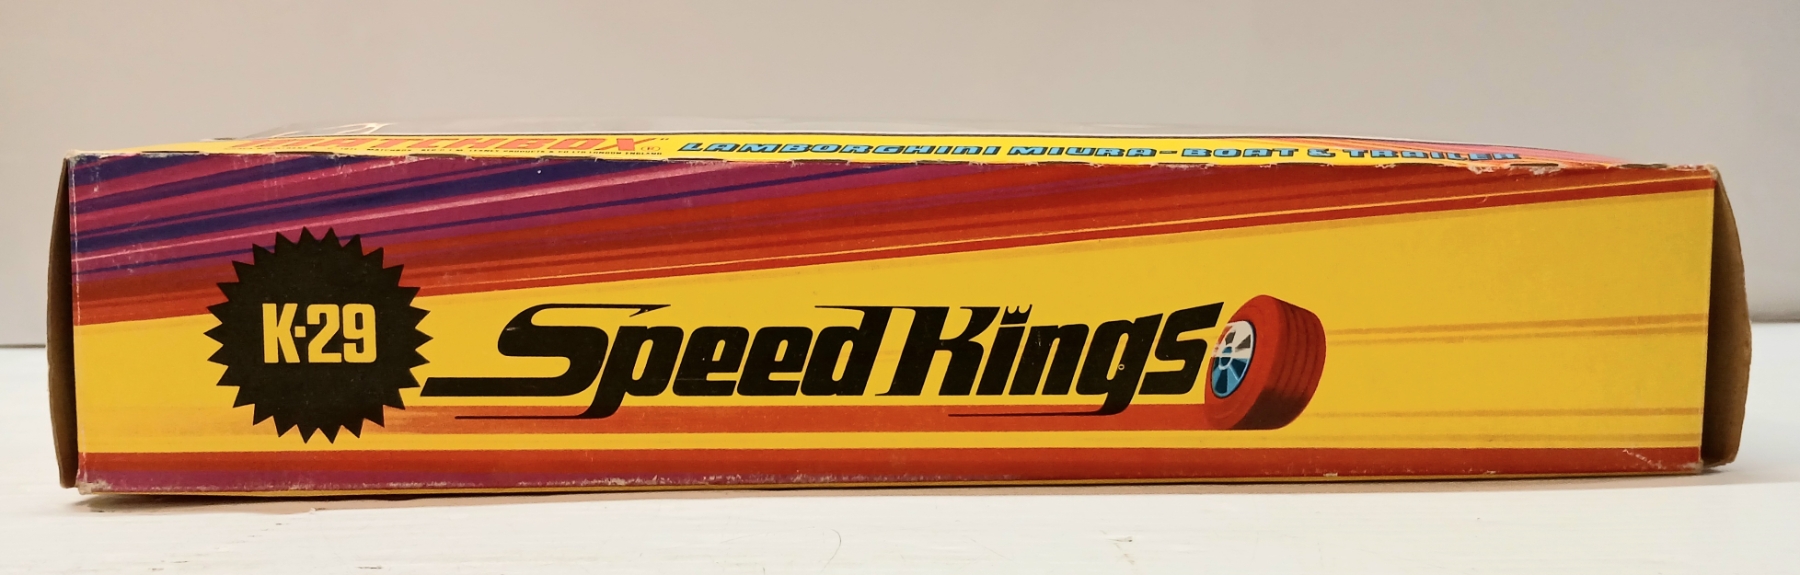 MATCHBOX ®
LAMBORGHINI MIURA-BOAT & TRAILER
K-29
Speed Kings